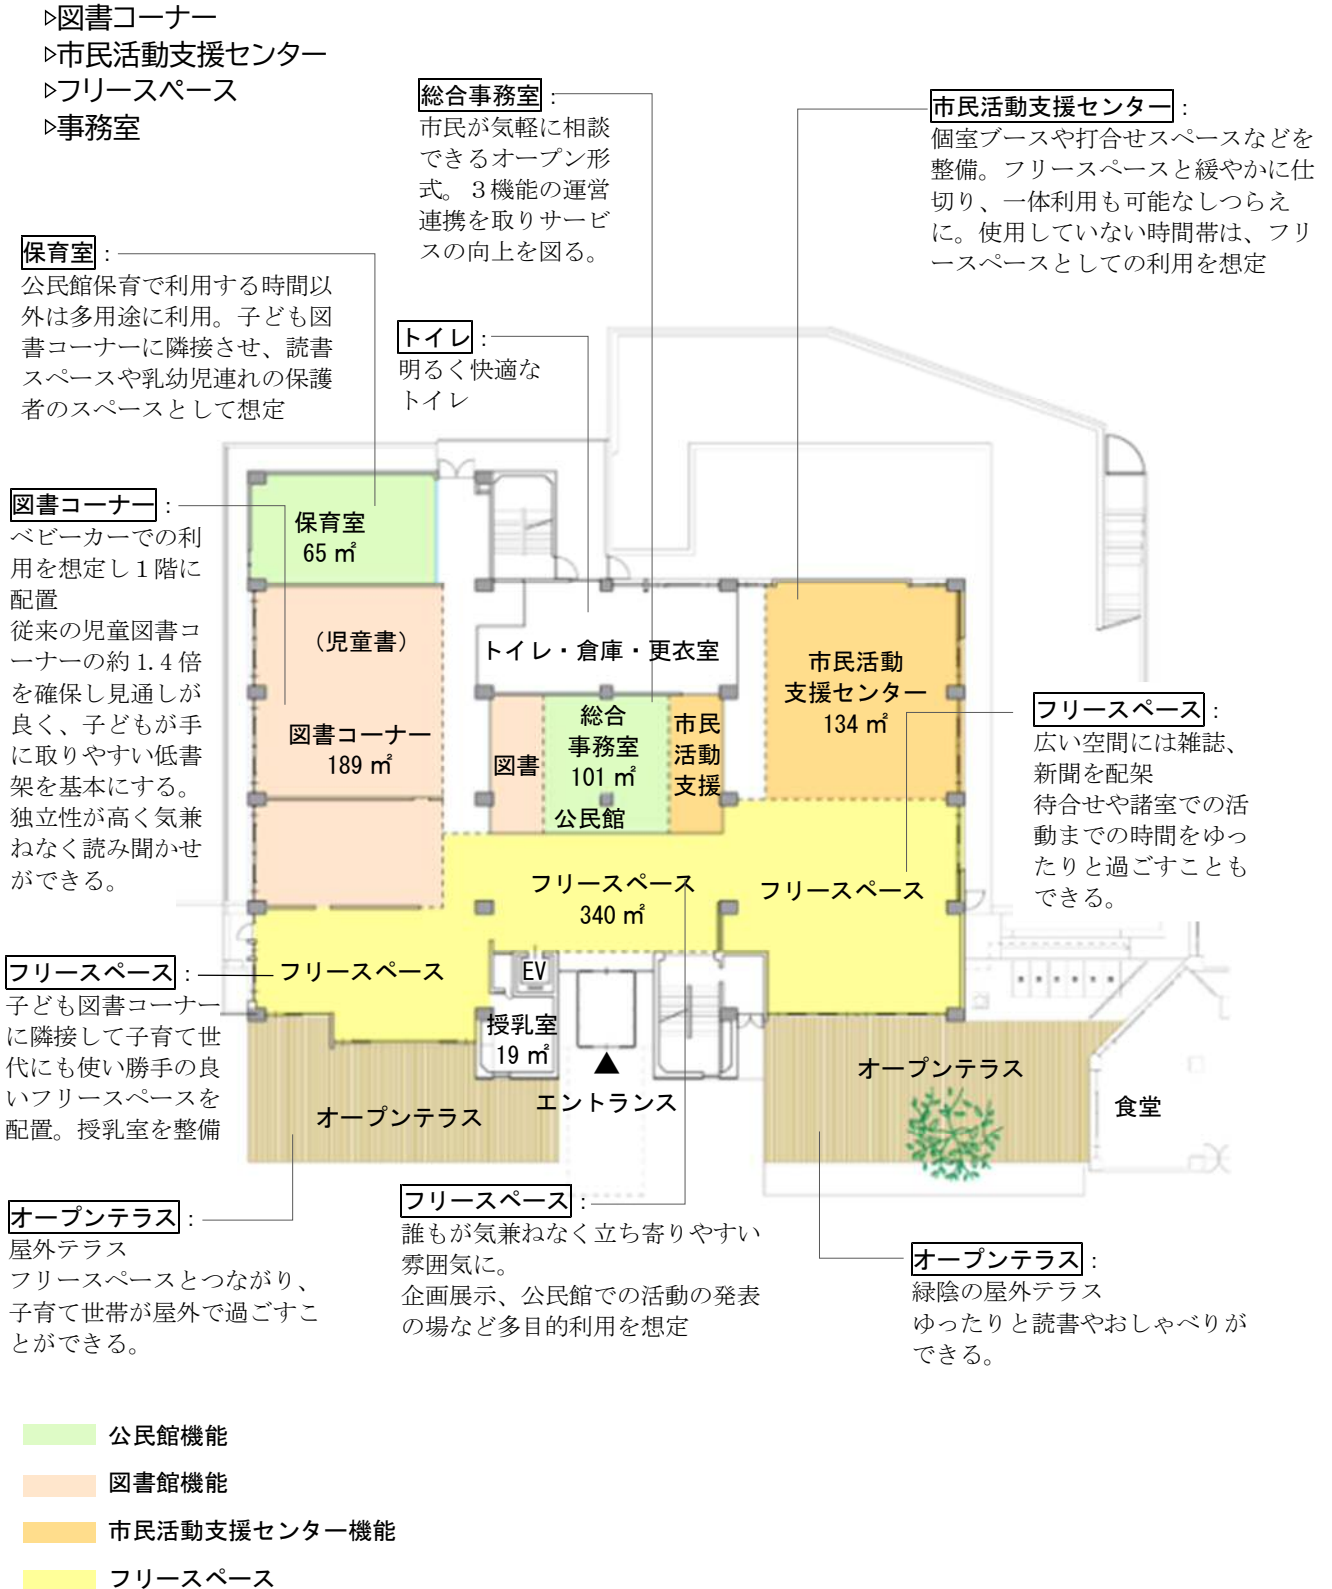 ▷図書コーナー
▷市民活動支援センター
▷フリースペース
▷事務室
総合事務室：
市民が気軽に相談
できるオープン形
式。３機能の運営
連携を取りサービ
スの向上を図る。
市民活動支援センター：
個室ブースや打合せスペースなどを
整備。フリースペースと緩やかに仕
切り、一体利用も可能なしつらえ
に。使用していない時間帯は、フリ
ースペースとしての利用を想定
保育室：
公民館保育で利用する時間以
外は多用途に利用。子ども図
書コーナーに隣接させ、読書
スペースや乳幼児連れの保護
者のスペースとして想定
トイレ：
明るく快適な
トイレ
図書コーナー：
ベビーカーでの利
用を想定し１階に
配置
従来の児童図書コ
ーナーの約 1.4 倍
を確保し見通しが
良く、子どもが手
に取りやすい低書
架を基本にする。
独立性が高く気兼
ねなく読み聞かせ
ができる。
保育室
65 ㎡
（児童書）
図書コーナー
189 ㎡
トイレ・倉庫・更衣室
図書
総合
事務室
101 ㎡
公民館
市民
活動
支援
市民活動
支援センター
134 ㎡
フリースペース：
広い空間には雑誌、
新聞を配架
待合せや諸室での活
動までの時間をゆっ
たりと過ごすことも
できる。
フリースペース
340 ㎡
フリースペース
フリースペース：
子ども図書コーナー
に隣接して子育て世
代にも使い勝手の良
いフリースペースを
配置。授乳室を整備
フリースペース
EV
授乳室
19 ㎡
エントランス
オープンテラス
オープンテラス
食堂
オープンテラス：
屋外テラス
フリースペースとつながり、
子育て世帯が屋外で過ごすこ
とができる。
フリースペース：
誰もが気兼ねなく立ち寄りやすい
雰囲気に。
企画展示、公民館での活動の発表
の場など多目的利用を想定
オープンテラス：
緑陰の屋外テラス
ゆったりと読書やおしゃべりが
できる。
公民館機能
図書館機能
市民活動支援センター機能
フリースペース